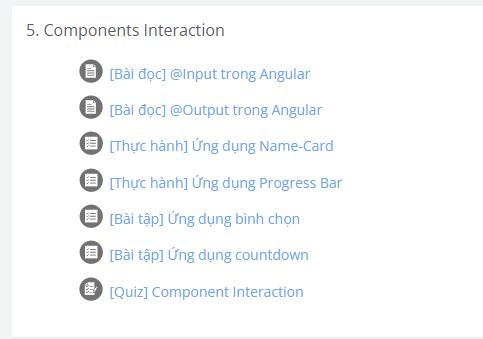 5. Components Interaction
[Bài đọc] @Input trong Angular
[Bài đọc] @Output trong Angular
[Thực hành] Ứng dụng Name-Card
[Thực hành] Ứng dụng Progress Bar
[Bài tập] Ứng dụng bình chọn
[Bài tập] Ứng dụng countdown
[Quiz] Component Interaction